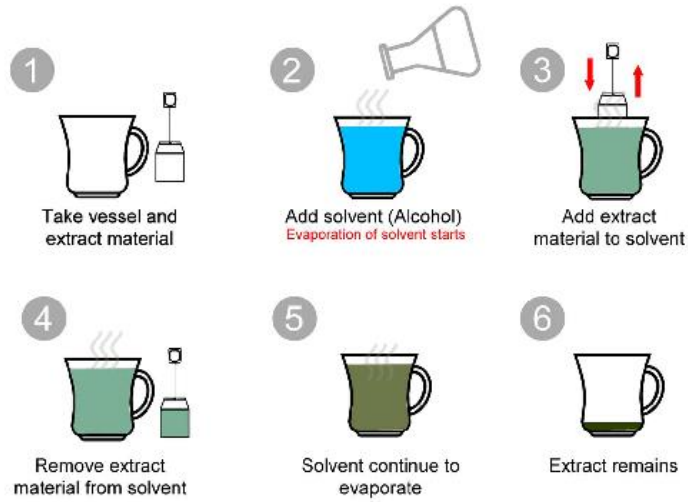 1
2
3
Take vessel and
extract material
Add solvent (Alcohol)
Evaporation of solvent starts
Add extract
material to solvent
4
5
6
Remove extract
material from solvent
Solvent continue to
evaporate
Extract remains